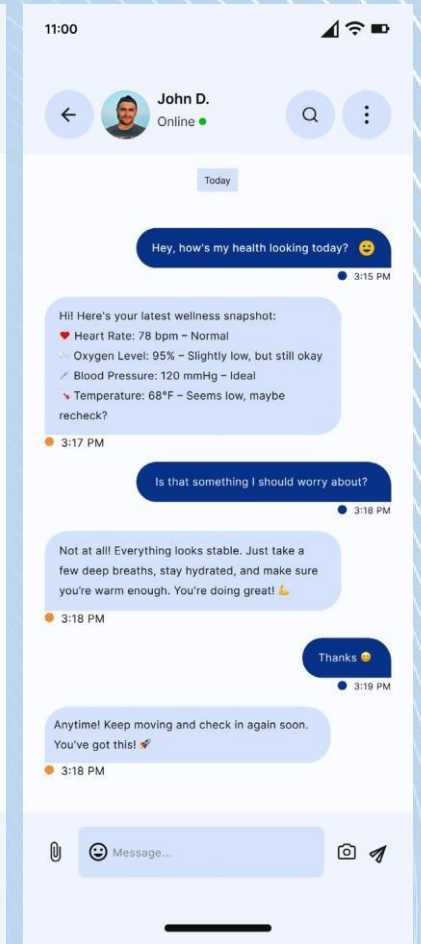 11:00
John D.
Online
Today
Hey, how's my health looking today? 😀
3:15 PM
Hi! Here's your latest wellness snapshot:
❤️ Heart Rate: 78 bpm – Normal
Oxygen Level: 95% – Slightly low, but still okay
Blood Pressure: 120 mmHg – Ideal
Temperature: 68°F – Seems low, maybe
recheck?
3:17 PM
Is that something I should worry about?
3:18 PM
Not at all! Everything looks stable. Just take a
few deep breaths, stay hydrated, and make sure
you're warm enough. You're doing great! 💪
3:18 PM
Thanks 😊
3:19 PM
Anytime! Keep moving and check in again soon.
You've got this! 🚀
3:18 PM
Message...